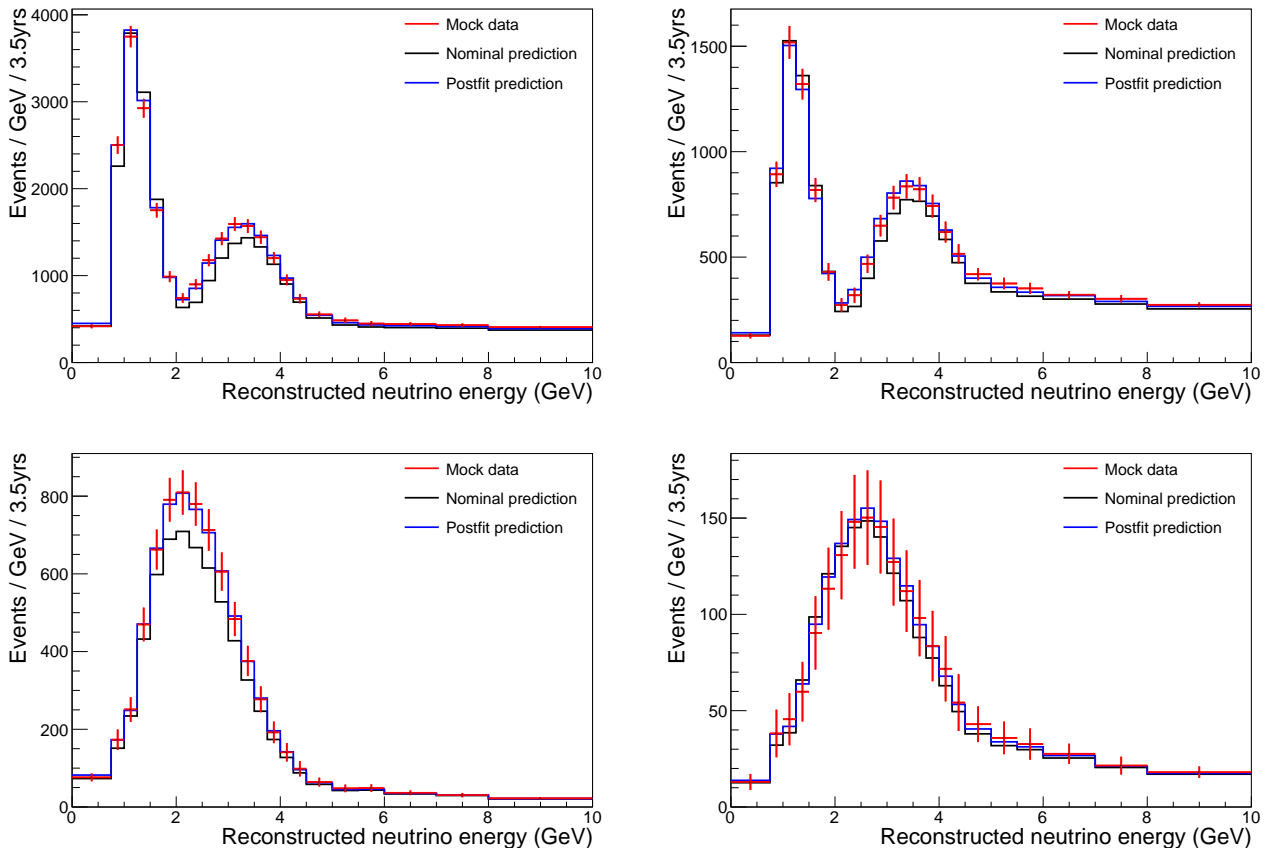 Events / GeV / 3.5yrs
4000
3000
2000
1000
0
Mock data
Nominal prediction
Postfit prediction
0 2 4 6 8 10
Reconstructed neutrino energy (GeV)
Events / GeV / 3.5yrs
1500
1000
500
0
Mock data
Nominal prediction
Postfit prediction
0 2 4 6 8 10
Reconstructed neutrino energy (GeV)
Events / GeV / 3.5yrs
800
600
400
200
0
Mock data
Nominal prediction
Postfit prediction
0 2 4 6 8 10
Reconstructed neutrino energy (GeV)
Events / GeV / 3.5yrs
150
100
50
0
Mock data
Nominal prediction
Postfit prediction
0 2 4 6 8 10
Reconstructed neutrino energy (GeV)